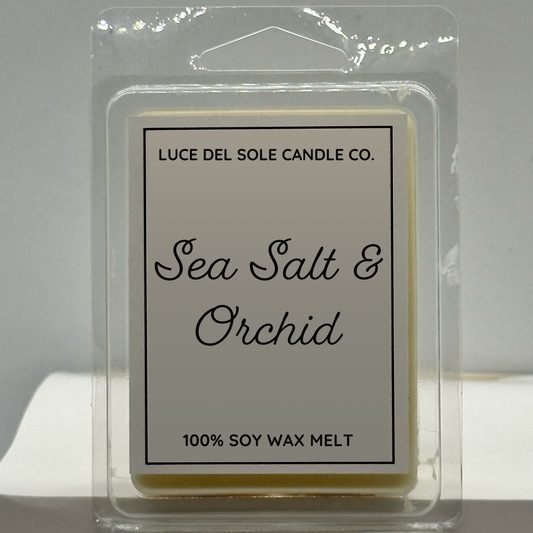 LUCE DEL SOLE CANDLE CO.
Sea Salt &
Orchid
100% SOY WAX MELT